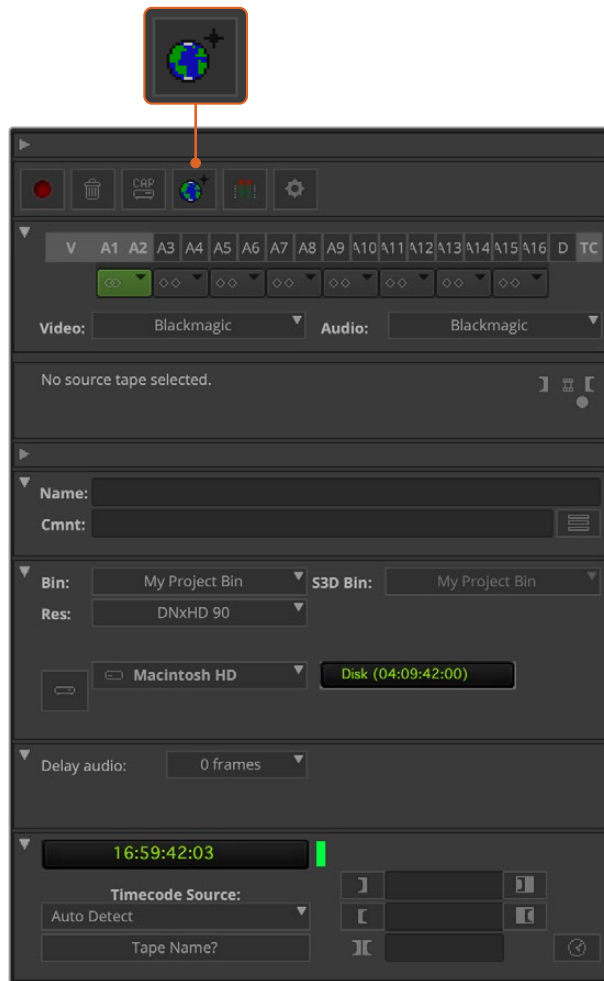 CAP
V A1 A2 A3 A4 A5 A6 A7 A8 A9 A10 A11 A12 A13 A14 A15 A16 D TC
Video: Blackmagic Audio: Blackmagic
No source tape selected.
Name:
Cmnt:
Bin: My Project Bin S3D Bin: My Project Bin
Res: DNxHD 90
Macintosh HD Disk (04:09:42:00)
Delay audio: 0 frames
16:59:42:03
Timecode Source:
Auto Detect
Tape Name?